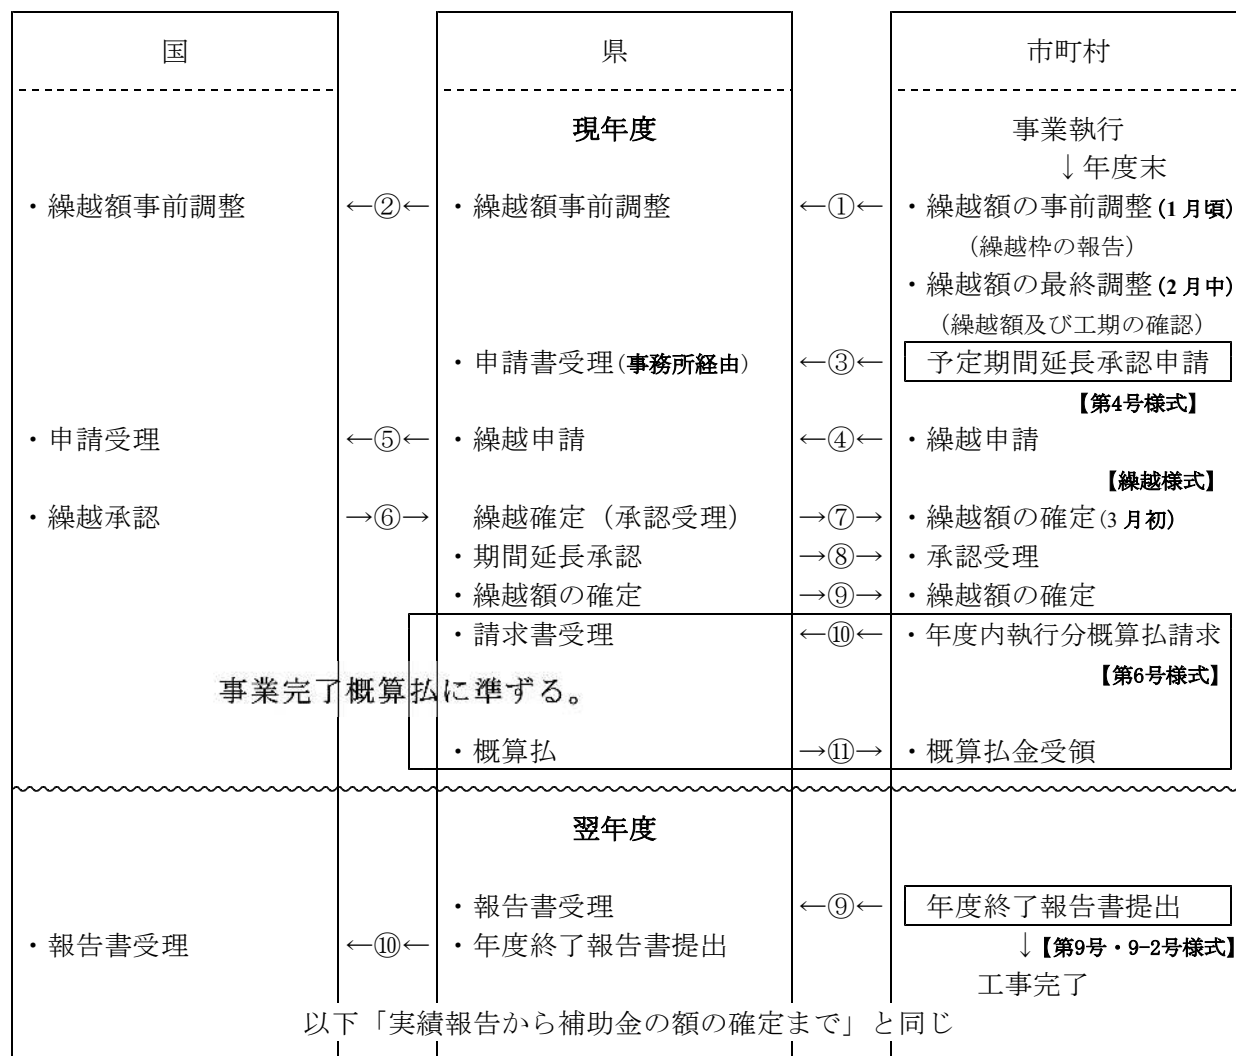 国 県 市町村
現年度 事業執行
↓年度末
・繰越額事前調整 ←②← ・繰越額事前調整 ←①← ・繰越額の事前調整(1月頃)
(繰越枠の報告)
・繰越額の最終調整(2月中)
(繰越額及び工期の確認)
・申請書受理(事務所経由) ←③← 予定期間延長承認申請
【第4号様式】
・申請受理 ←⑤← ・繰越申請 ←④← ・繰越申請
【繰越様式】
・繰越承認 →⑥→ 繰越確定(承認受理) →⑦→ ・繰越額の確定(3月初)
・期間延長承認 →⑧→ ・承認受理
・繰越額の確定 →⑨→ ・繰越額の確定
・請求書受理 ←⑩← ・年度内執行分概算払請求
【第6号様式】
事業完了概算払に準ずる。
・概算払 →⑪→ ・概算払金受領
翌年度
・報告書受理 ←⑨← 年度終了報告書提出
・報告書受理 ←⑩← ・年度終了報告書提出 ↓【第9号・9-2号様式】
工事完了
以下「実績報告から補助金の額の確定まで」と同じ